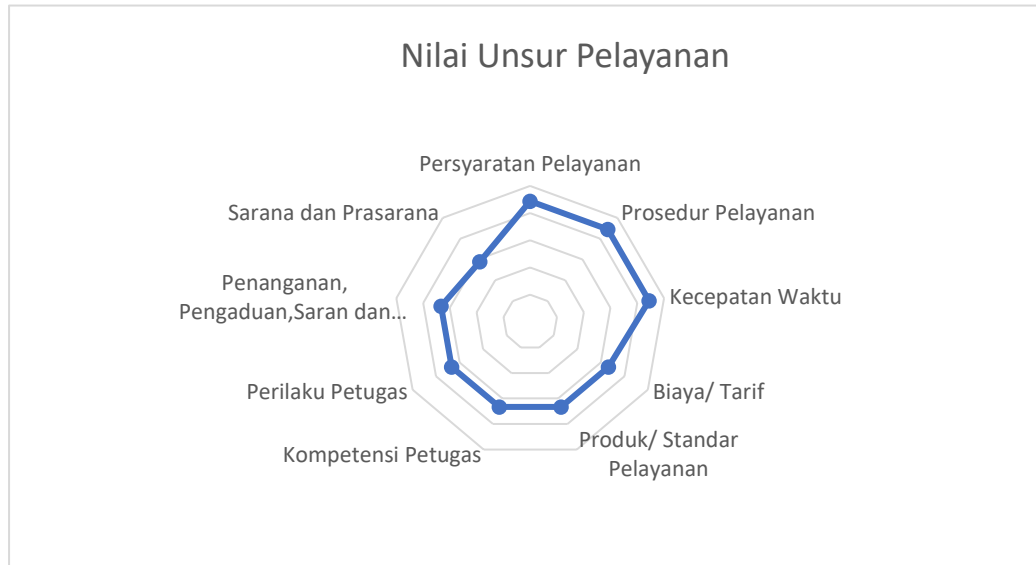 Nilai Unsur Pelayanan
Persyaratan Pelayanan
Prosedur Pelayanan
Kecepatan Waktu
Biaya/ Tarif
Produk/ Standar
Pelayanan
Kompetensi Petugas
Perilaku Petugas
Penanganan,
Pengaduan,Saran dan...
Sarana dan Prasarana